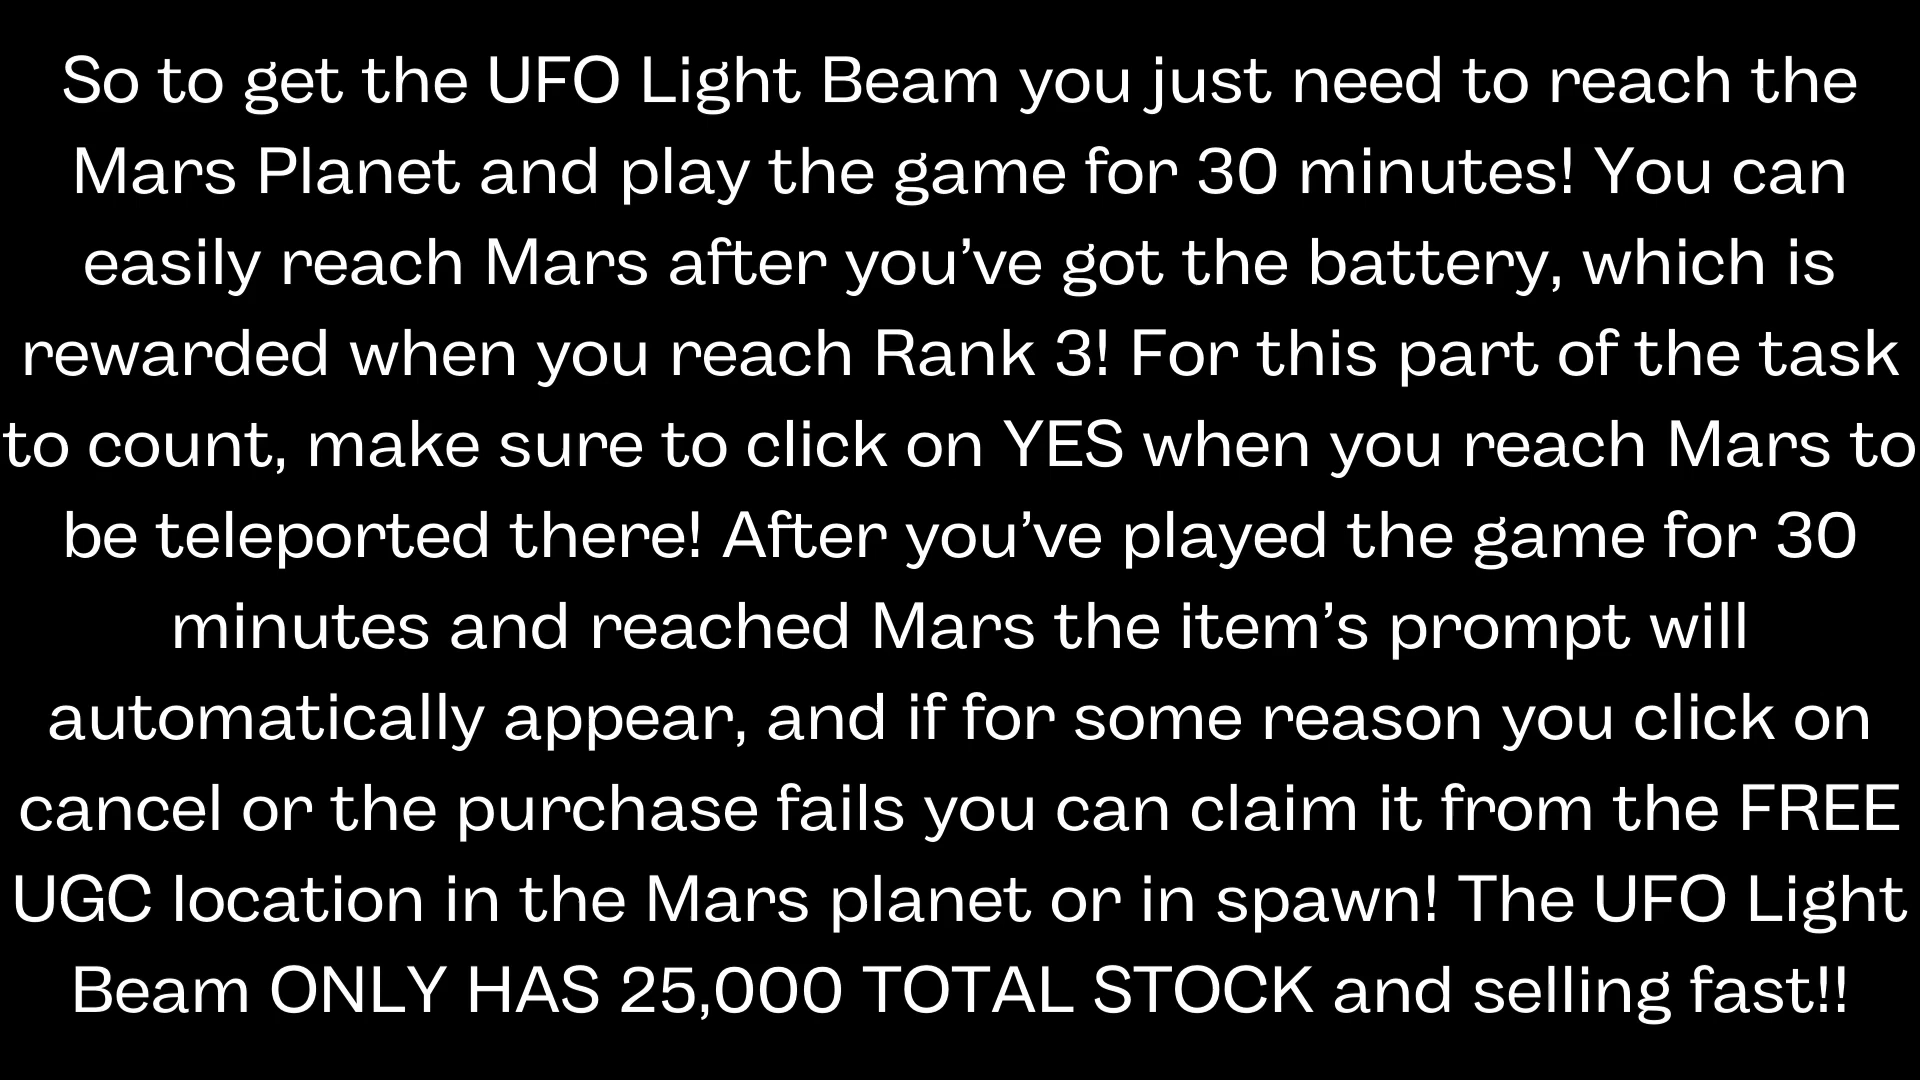 So to get the UFO Light Beam you just need to reach the
Mars Planet and play the game for 30 minutes! You can
easily reach Mars after you’ve got the battery, which is
rewarded when you reach Rank 3! For this part of the task
to count, make sure to click on YES when you reach Mars to
be teleported there! After you’ve played the game for 30
minutes and reached Mars the item’s prompt will
automatically appear, and if for some reason you click on
cancel or the purchase fails you can claim it from the FREE
UGC location in the Mars planet or in spawn! The UFO Light
Beam ONLY HAS 25,000 TOTAL STOCK and selling fast!!